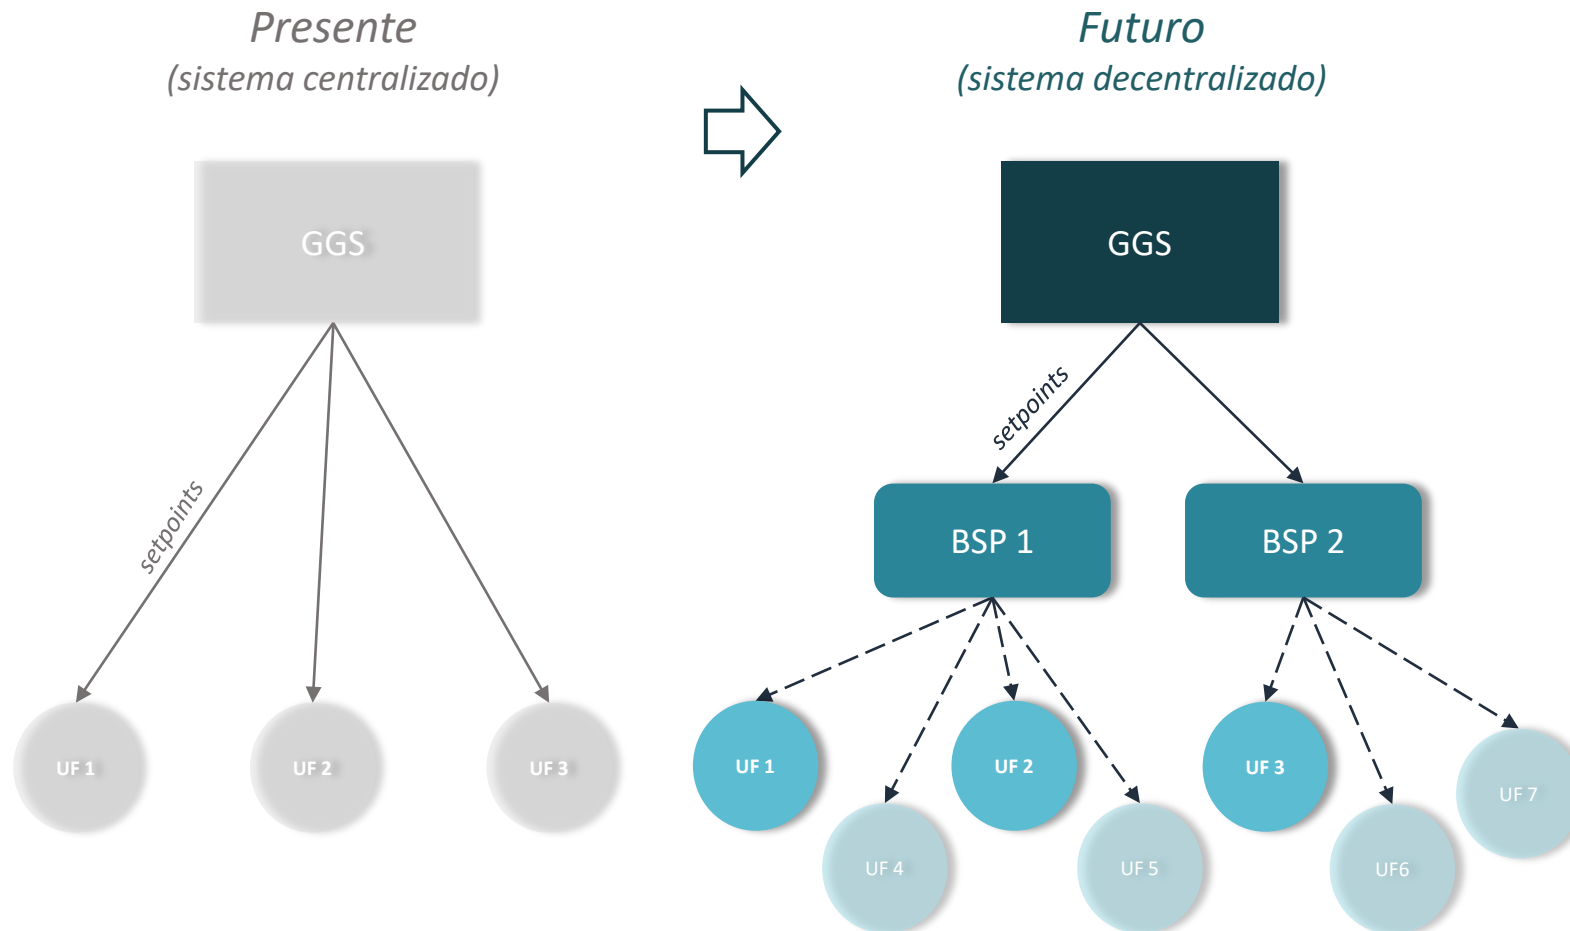 Presente
(sistema centralizado)
GGS
setpoints
UF 1
UF 2
UF 3
Futuro
(sistema decentralizado)
GGS
setpoints
BSP 1
BSP 2
UF 1
UF 2
UF 3
UF 7
UF 4
UF 5
UF6